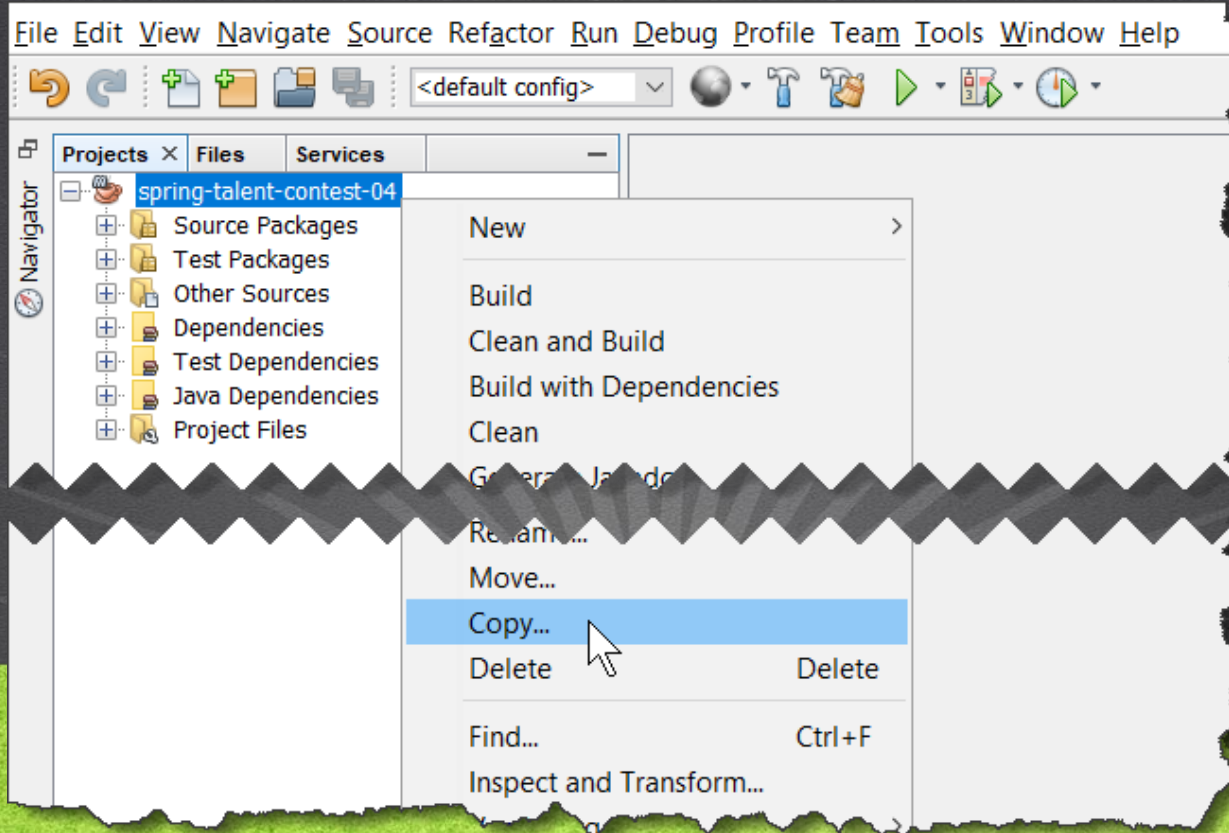 File Edit View Navigate Source Refactor Run Debug Profile Team Tools Window Help
<default config>
Projects Files Services
Navigator
spring-talent-contest-04
Source Packages
Test Packages
Other Sources
Dependencies
Test Dependencies
Java Dependencies
Project Files
New
Build
Clean and Build
Build with Dependencies
Clean
Move...
Copy...
Delete Delete
Find... Ctrl+F
Inspect and Transform...